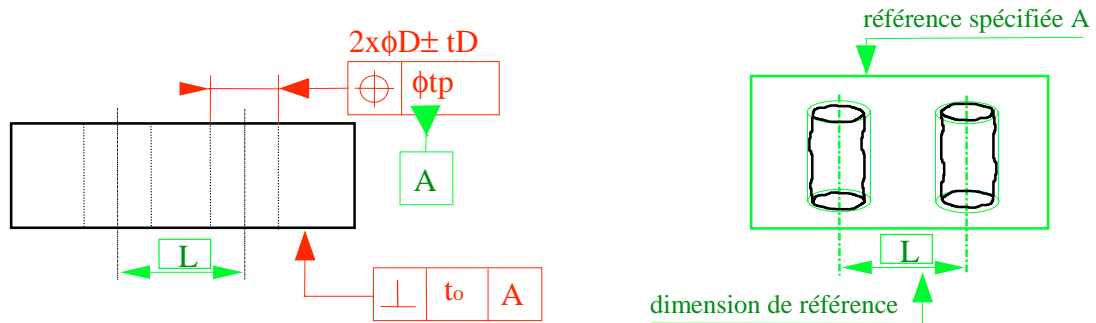 2xϕD± tD
⌖ ϕtp
A
L
⊥ to A
référence spécifiée A
L
dimension de référence